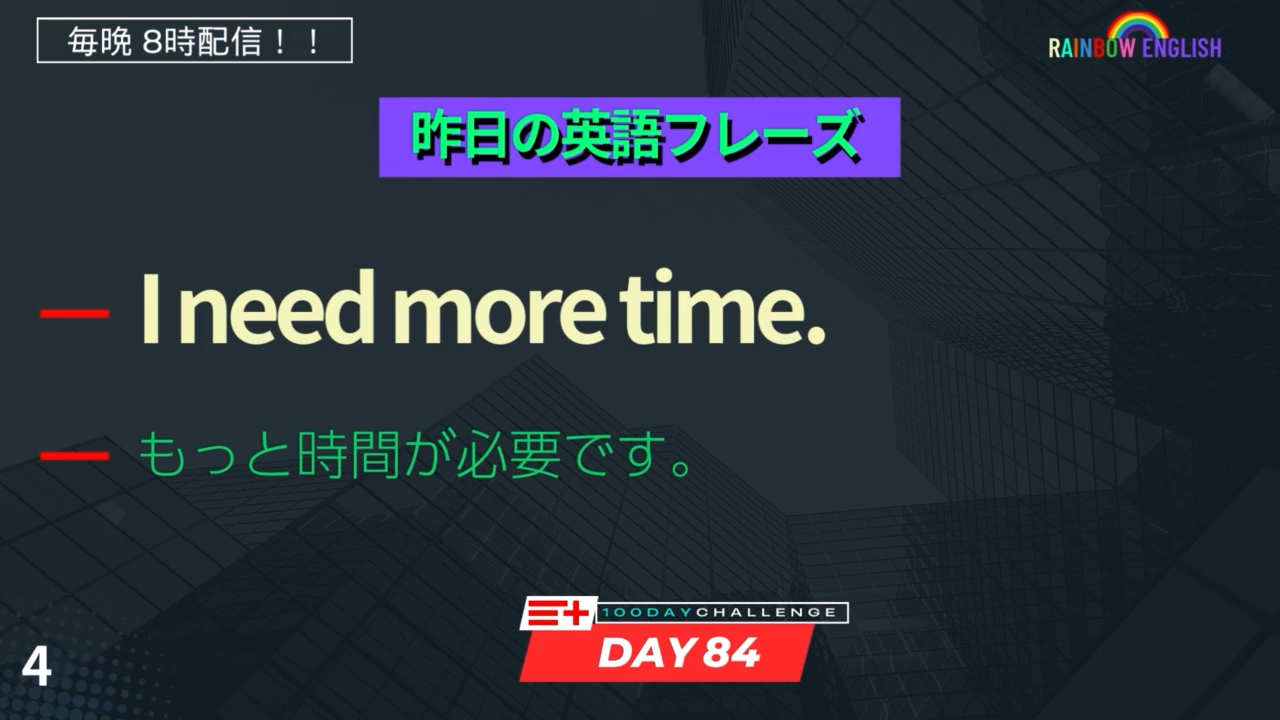 毎晩 8時配信！！
RAINBOW ENGLISH
昨日の英語フレーズ
I need more time.
もっと時間が必要です。
100DAYCHALLENGE
DAY 84
4